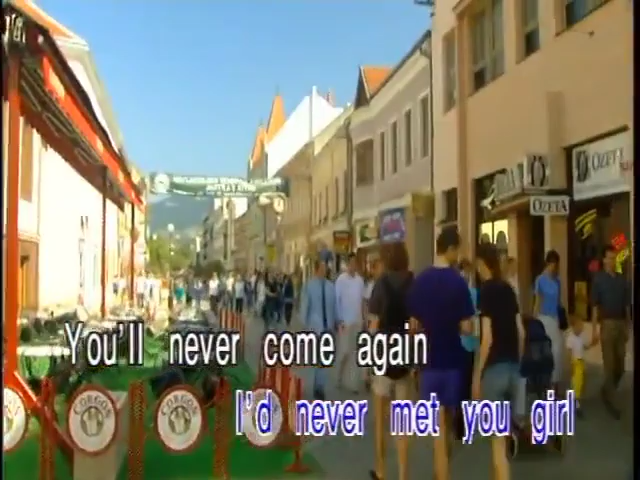 OZETA
OZETA
You'll never come again
CORGOŇ
CORGOŇ
I'd never met you girl